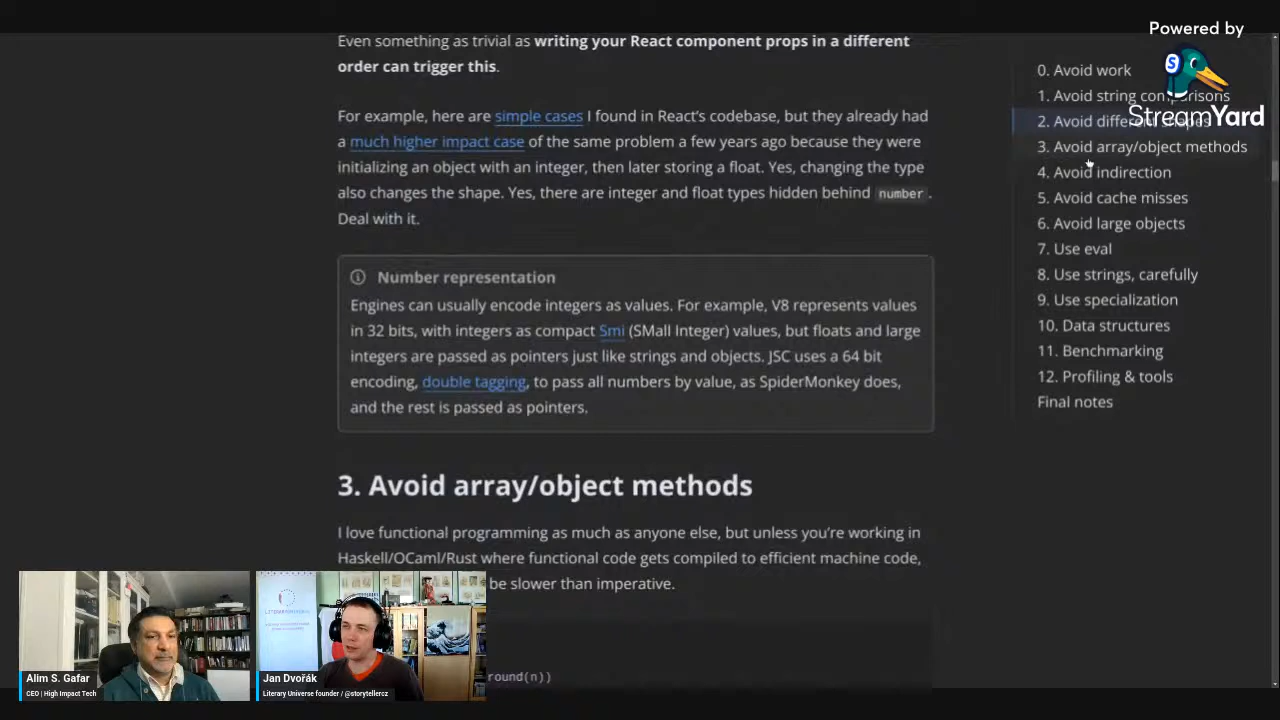 Even something as trivial as writing your React component props in a different
order can trigger this.
For example, here are simple cases I found in React's codebase, but they already had
a much higher impact case of the same problem a few years ago because they were
initializing an object with an integer, then later storing a float. Yes, changing the type
also changes the shape. Yes, there are integer and float types hidden behind number.
Deal with it.
Number representation
Engines can usually encode integers as values. For example, V8 represents values
in 32 bits, with integers as compact Smi (SMall Integer) values, but floats and large
integers are passed as pointers just like strings and objects. JSC uses a 64 bit
encoding, double tagging, to pass all numbers by value, as SpiderMonkey does,
and the rest is passed as pointers.
3. Avoid array/object methods
I love functional programming as much as anyone else, but unless you're working in
Haskell/OCaml/Rust where functional code gets compiled to efficient machine code,
be slower than imperative.
round(n))
Powered by
S
StreamYard
0. Avoid work
1. Avoid string comparisons
2. Avoid different shapes
3. Avoid array/object methods
4. Avoid indirection
5. Avoid cache misses
6. Avoid large objects
7. Use eval
8. Use strings, carefully
9. Use specialization
10. Data structures
11. Benchmarking
12. Profiling & tools
Final notes
Alim S. Gafar
CEO | High Impact Tech
Jan Dvořák
Literary Universe founder / @storytellercz